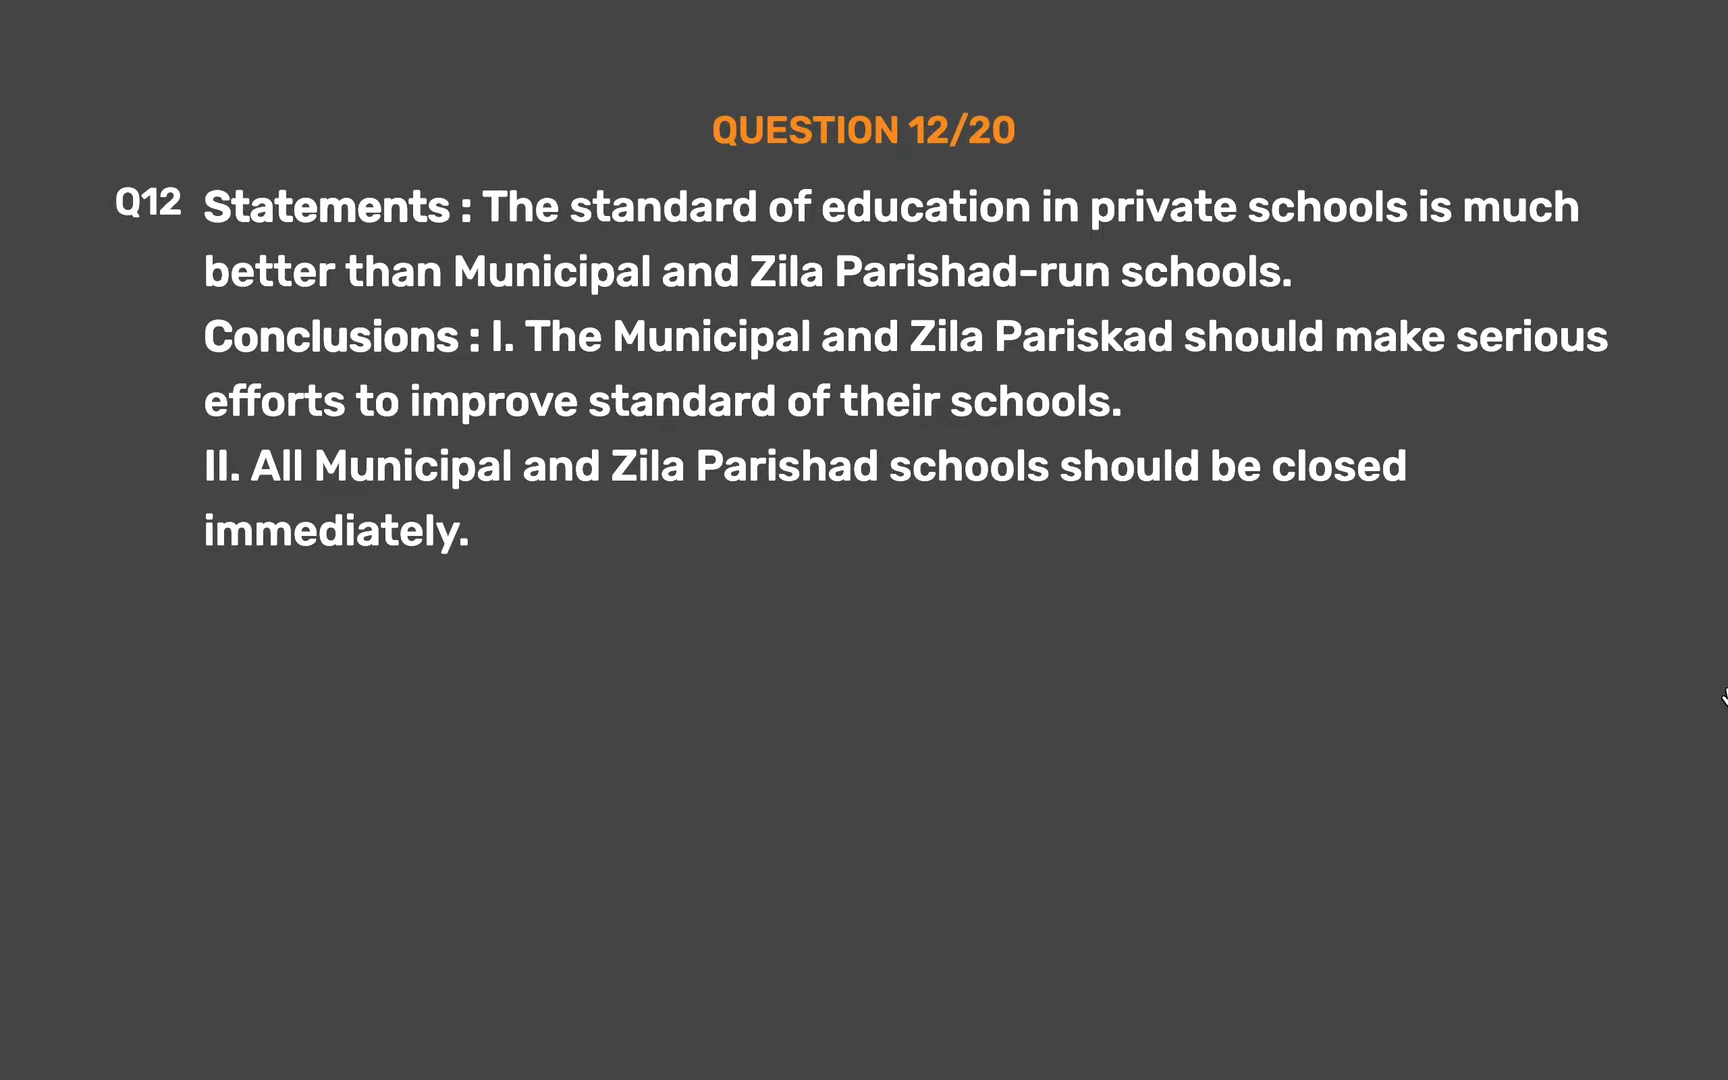 QUESTION 12/20
Q12 Statements : The standard of education in private schools is much
better than Municipal and Zila Parishad-run schools.
Conclusions : I. The Municipal and Zila Pariskad should make serious
efforts to improve standard of their schools.
II. All Municipal and Zila Parishad schools should be closed
immediately.